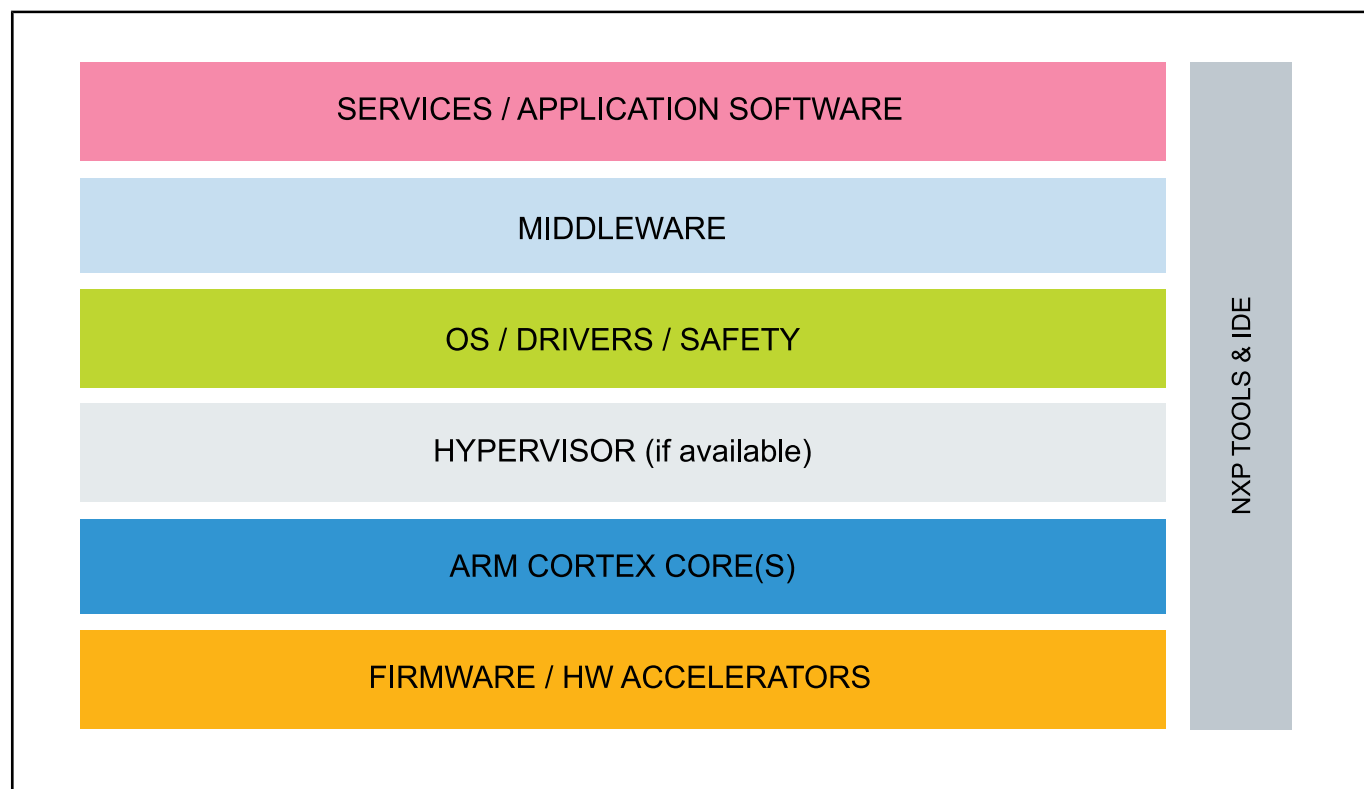 SERVICES / APPLICATION SOFTWARE
MIDDLEWARE
OS / DRIVERS / SAFETY
HYPERVISOR (if available)
ARM CORTEX CORE(S)
FIRMWARE / HW ACCELERATORS
NXP TOOLS & IDE